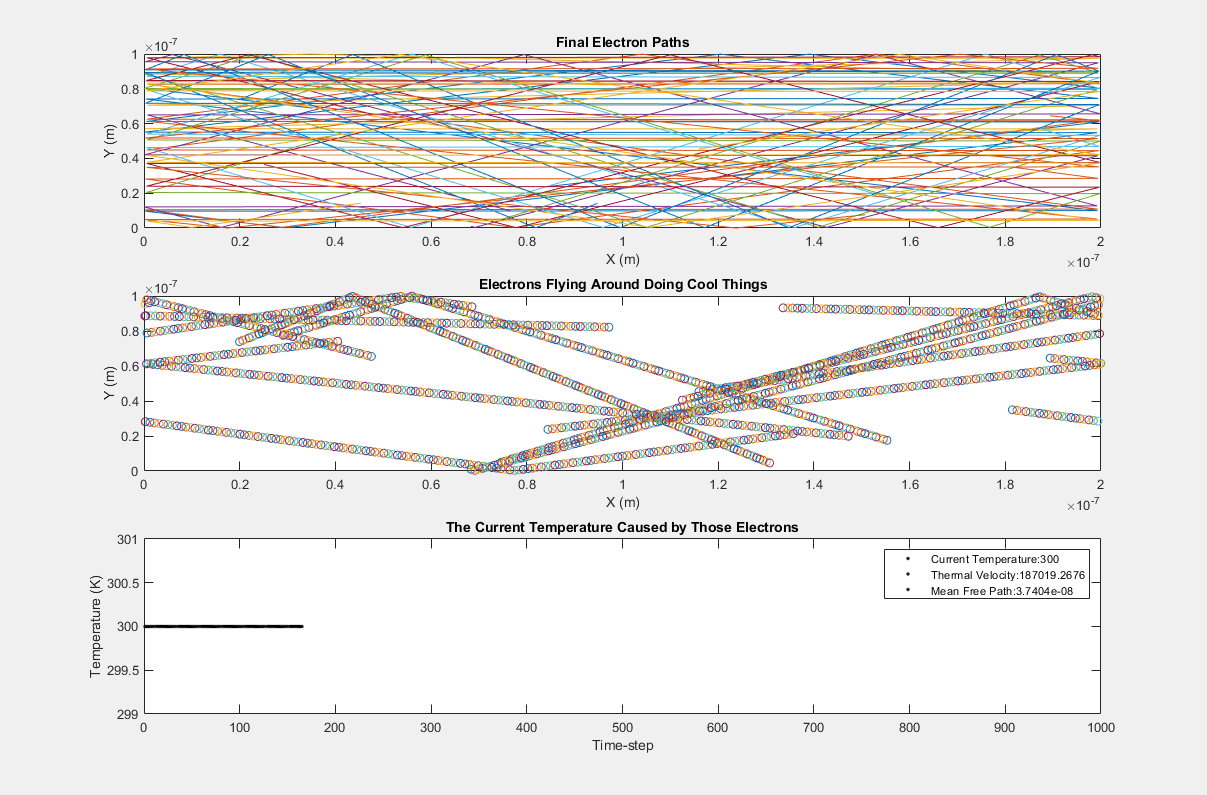 Final Electron Paths
×10⁻⁷
1
0.8
0.6
0.4
0.2
0
Y (m)
0 0.2 0.4 0.6 0.8 1 1.2 1.4 1.6 1.8 2
X (m)
×10⁻⁷
Electrons Flying Around Doing Cool Things
×10⁻⁷
1
0.8
0.6
0.4
0.2
0
Y (m)
0 0.2 0.4 0.6 0.8 1 1.2 1.4 1.6 1.8 2
X (m)
×10⁻⁷
The Current Temperature Caused by Those Electrons
301
300.5
300
299.5
299
Temperature (K)
Current Temperature:300
Thermal Velocity:187019.2676
Mean Free Path:3.7404e-08
0 100 200 300 400 500 600 700 800 900 1000
Time-step